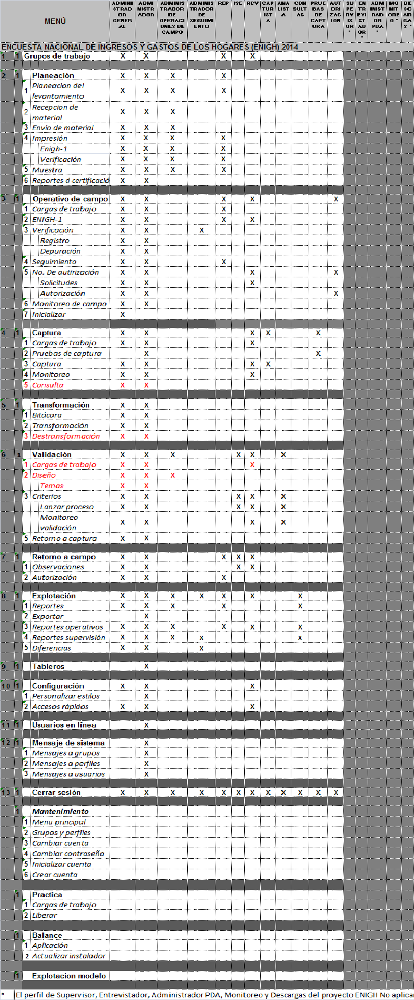 MENÚ ADMINISTRADOR GENERAL ADMINISTRADOR ADMINISTRADOR DE OPERACIONES DE CAMPO ADMINISTRADOR DE SEGUIMIENTO REP ISE RCV CAPTURISTA ANALISTA CONSULTAS PRUEBAS DE CAPTURA AUTORIZACION SUPERVISOR * ENTREVISTADOR * ADMINISTRADOR PDA * MONITOREO * DESCARGAS *
ENCUESTA NACIONAL DE INGRESOS Y GASTOS DE LOS HOGARES (ENIGH) 2014
1 1 Grupos de trabajo X X X X
2 1 Planeación X X X X
1 Planeacion del levantamiento X X X X
2 Recepcion de material X X X
3 Envio de material X X X
4 Impresión X X X X
Enigh-1 X X X X
Verificación X X X X
5 Muestra X X X X
6 Reportes d certificació X X
3 1 Operativo de campo X X X X X
1 Cargas de trabajo X X X
2 ENIGH-1 X X X X
3 Verificación X X X
Registro X X
Depuración X X
4 Seguimiento X X X
5 No. De autirización X X X X
Solicitudes X X X
Autorización X X X
6 Monitoreo de campo X X
7 Inicializar X
4 1 Captura X X X X X
1 Cargas de trabajo X X X
2 Pruebas de captura X X
3 Captura X X X X
4 Monitoreo X X X
5 Consulta X X
5 1 Transformación X X
1 Bitácora X X
2 Transformación X X
3 Destransformación X X
6 1 Validación X X X X X X
1 Cargas de trabajo X X X
2 Diseño X X X
Temas X X
3 Criterios X X X X X
Lanzar proceso X X X X X
Monitoreo validación X X X X
5 Retorno a captura X X
7 1 Retorno a campo X X X X X
1 Observaciones X X X X
2 Autorización X X X
8 1 Explotación X X X X X X X
1 Reportes X X X X X
2 Exportar X
3 Reportes operativos X X X X X X
4 Reportes supervisión X X X X X
5 Diferencias X X X
9 1 Tableros X
10 1 Configuración X X X
1 Personalizar estilos X
2 Accesos rápidos X X X
11 1 Usuarios en línea X
12 1 Mensaje de sistema X
1 Mensajes a grupos X
2 Mensajes a perfiles X
3 Mensajes a usuarios X
13 1 Cerrar sesión X X X X X X X X X X X X
1 Mantenimiento
1 Menu principal
2 Grupos y perfiles
3 Cambiar cuenta
4 Cambiar contraseña
5 Inicializar cuenta
6 Crear cuenta
1 Practica
1 Cargas de trabajo
2 Liberar
1 Balance
1 Aplicación
2 Actualizar instalador
1 Explotacion modelo
* El perfil de Supervisor, Entrevistador, Administrador PDA, Monitoreo y Descargas del proyecto ENIGH No aplican